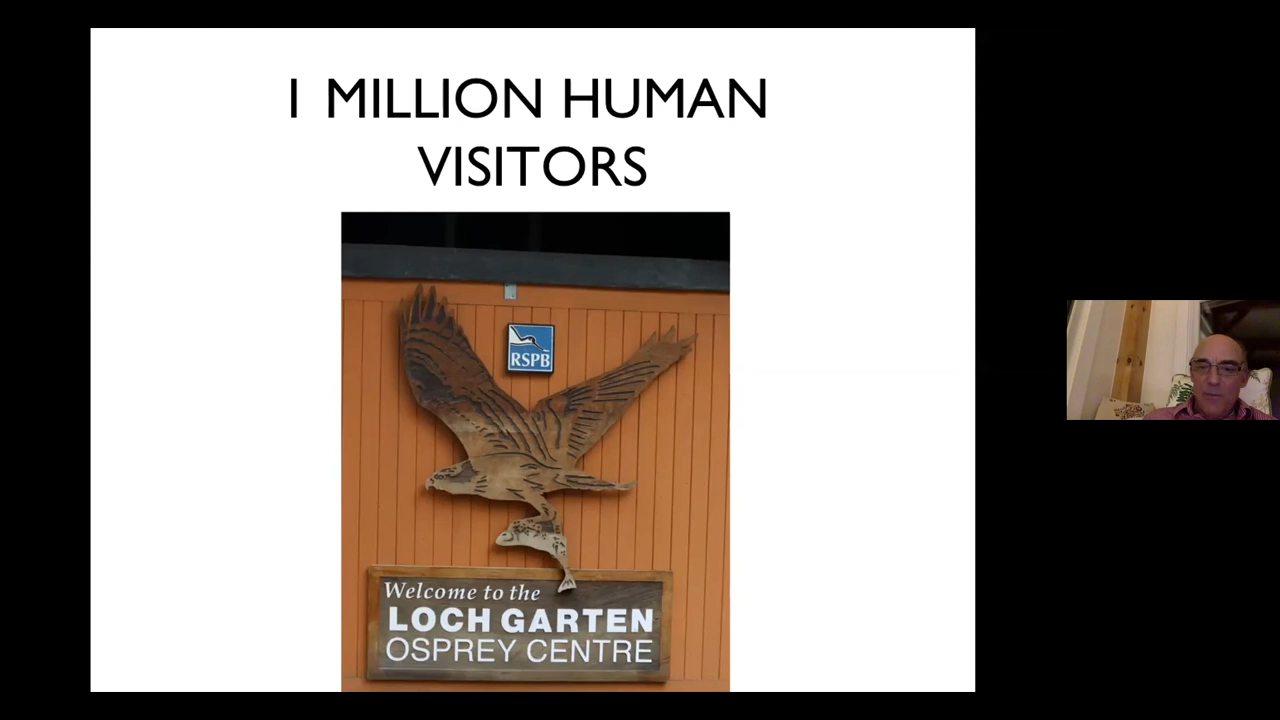 1 MILLION HUMAN
VISITORS
RSPB
Welcome to the
LOCH GARTEN
OSPREY CENTRE